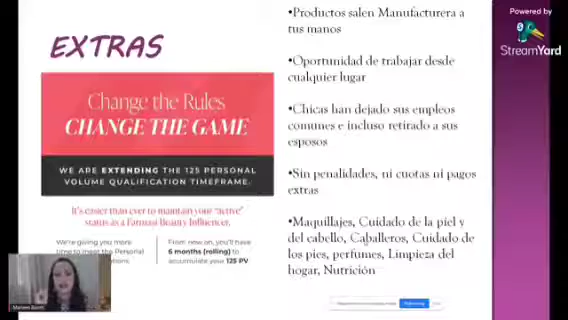 EXTRAS
Change the Rules
CHANGE THE GAME
WE ARE EXTENDING THE 125 PERSONAL
VOLUME QUALIFICATION TIMEFRAME.
It's easier than ever to maintain your "active"
status as a Farmasi Beauty Influencer.
We're giving you more
time to meet the Personal
From now on, you'll have
6 months (rolling) to
accumulate your 125 PV
•Productos salen Manufacturera a
tus manos
•Oportunidad de trabajar desde
cualquier lugar
•Chicas han dejado sus empleos
comunes e incluso retirado a sus
esposos
•Sin penalidades, ni cuotas ni pagos
extras
•Maquillajes, Cuidado de la piel y
del cabello, Caballeros, Cuidado de
los pies, perfumes, Limpieza del
hogar, Nutrición
Powered by
StreamYard